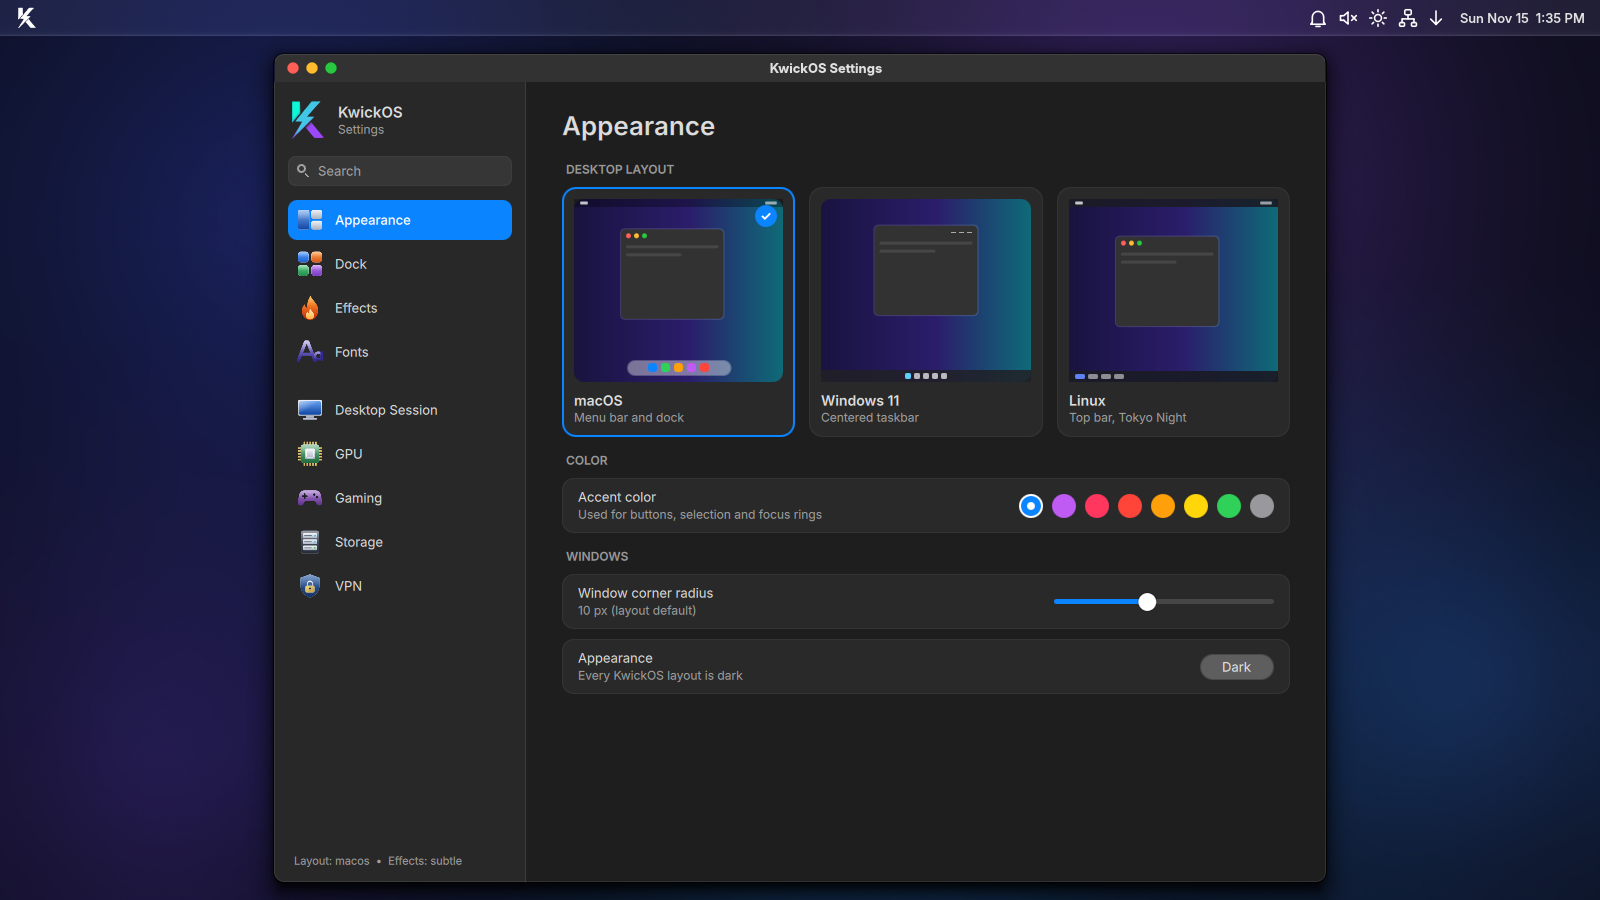 Sun Nov 15 1:35 PM
KwickOS Settings
KwickOS
Settings
Search
Appearance
Dock
Effects
Fonts
Desktop Session
GPU
Gaming
Storage
VPN
Layout: macos • Effects: subtle
Appearance
DESKTOP LAYOUT
macOS
Menu bar and dock
Windows 11
Centered taskbar
Linux
Top bar, Tokyo Night
COLOR
Accent color
Used for buttons, selection and focus rings
WINDOWS
Window corner radius
10 px (layout default)
Appearance
Every KwickOS layout is dark
Dark